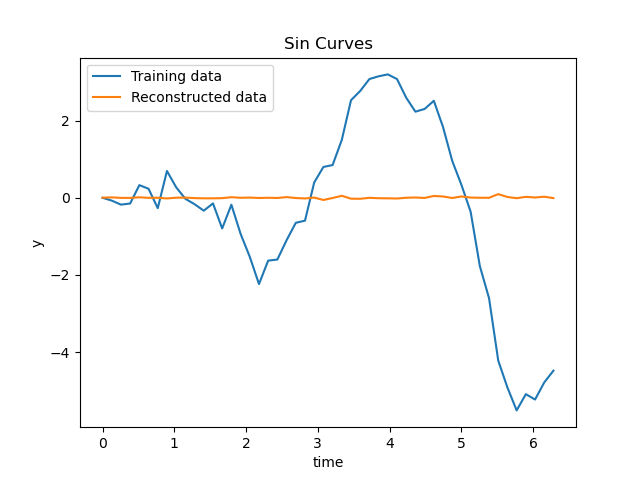 Sin Curves
Training data
Reconstructed data
y
2
0
−2
−4
0 1 2 3 4 5 6
time